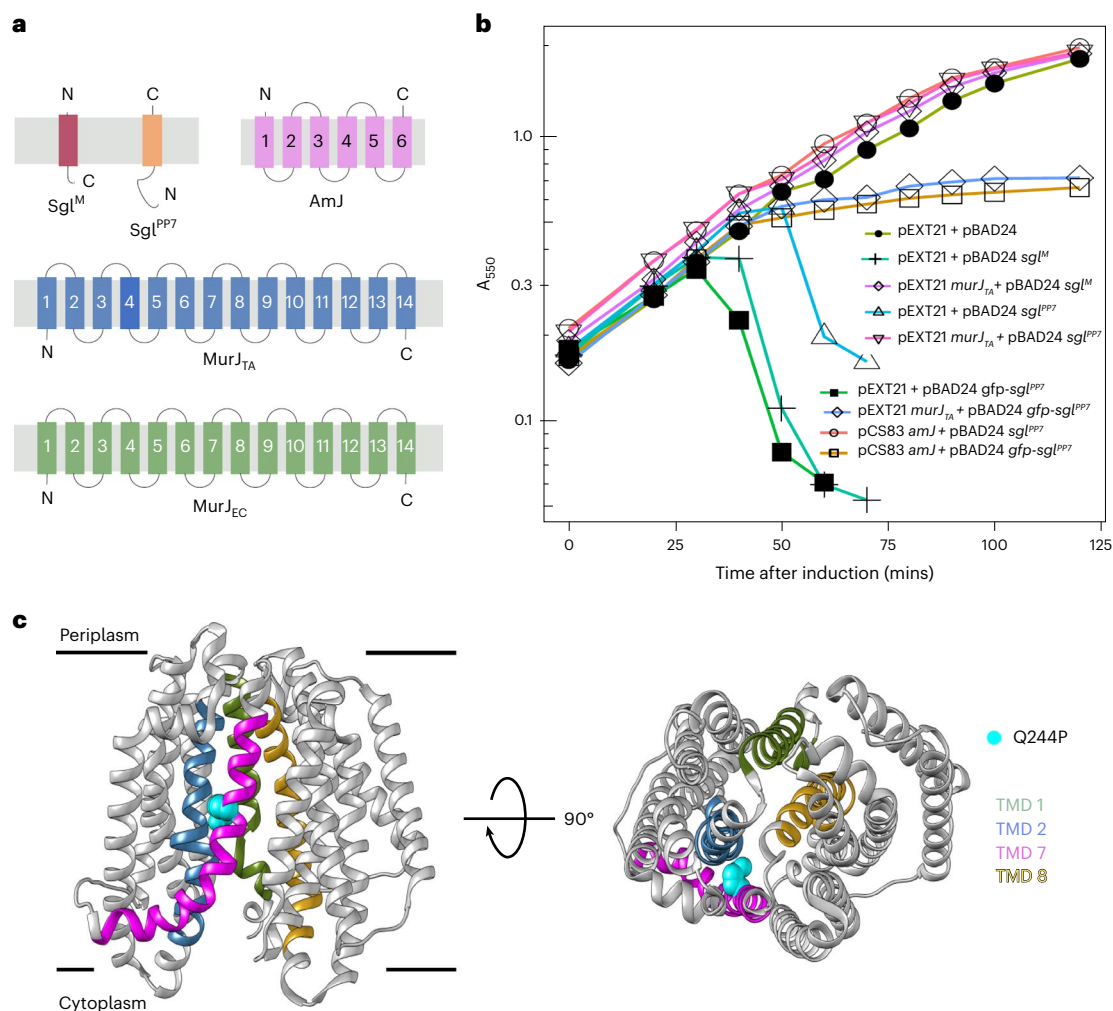 a
N
C
N
C
C
Sgl^M
N
Sgl^PP7
1 2 3 4 5 6
AmJ
1 2 3 4 5 6 7 8 9 10 11 12 13 14
N
MurJ_TA
C
1 2 3 4 5 6 7 8 9 10 11 12 13 14
N
MurJ_EC
C
b
1.0
0.3
0.1
A_550
pEXT21 + pBAD24
pEXT21 + pBAD24 sgl^M
pEXT21 murJ_TA + pBAD24 sgl^M
pEXT21 + pBAD24 sgl^PP7
pEXT21 murJ_TA + pBAD24 sgl^PP7
pEXT21 + pBAD24 gfp-sgl^PP7
pEXT21 murJ_TA + pBAD24 gfp-sgl^PP7
pCS83 amJ + pBAD24 sgl^PP7
pCS83 amJ + pBAD24 gfp-sgl^PP7
0 25 50 75 100 125
Time after induction (mins)
c
Periplasm
Cytoplasm
90°
Q244P
TMD 1
TMD 2
TMD 7
TMD 8